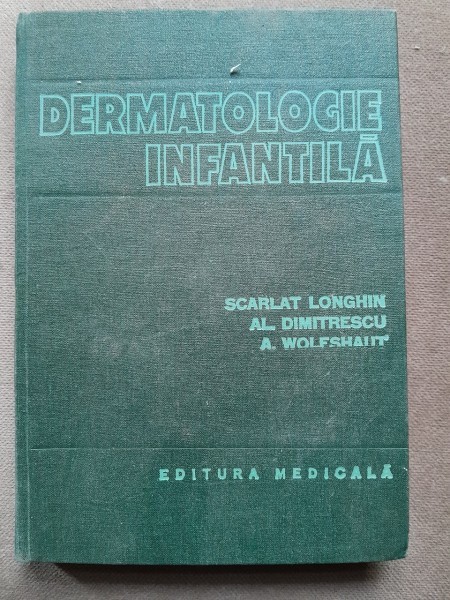 DERMATOLOGIE
INFANTILĂ
SCARLAT LONGHIN
AL. DIMITRESCU
A. WOLFSHAUT
EDITURA MEDICALĂ